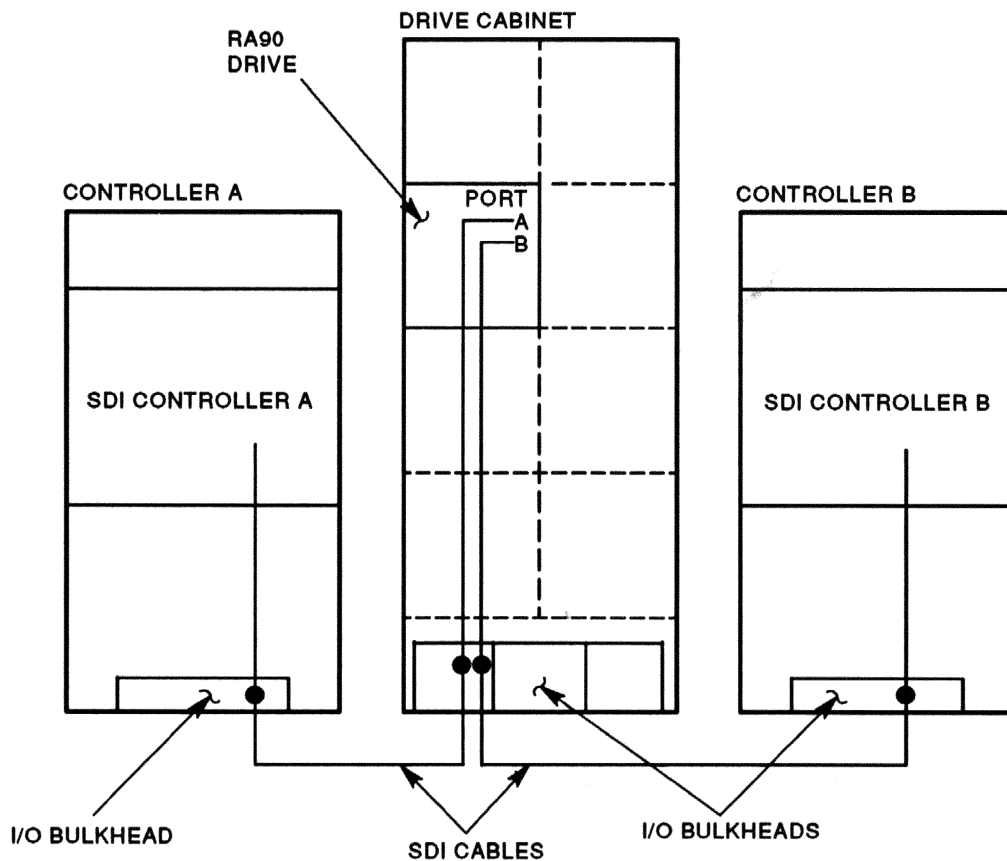 DRIVE CABINET
RA90
DRIVE
CONTROLLER A
PORT
A
B
CONTROLLER B
SDI CONTROLLER A
SDI CONTROLLER B
I/O BULKHEAD
SDI CABLES
I/O BULKHEADS